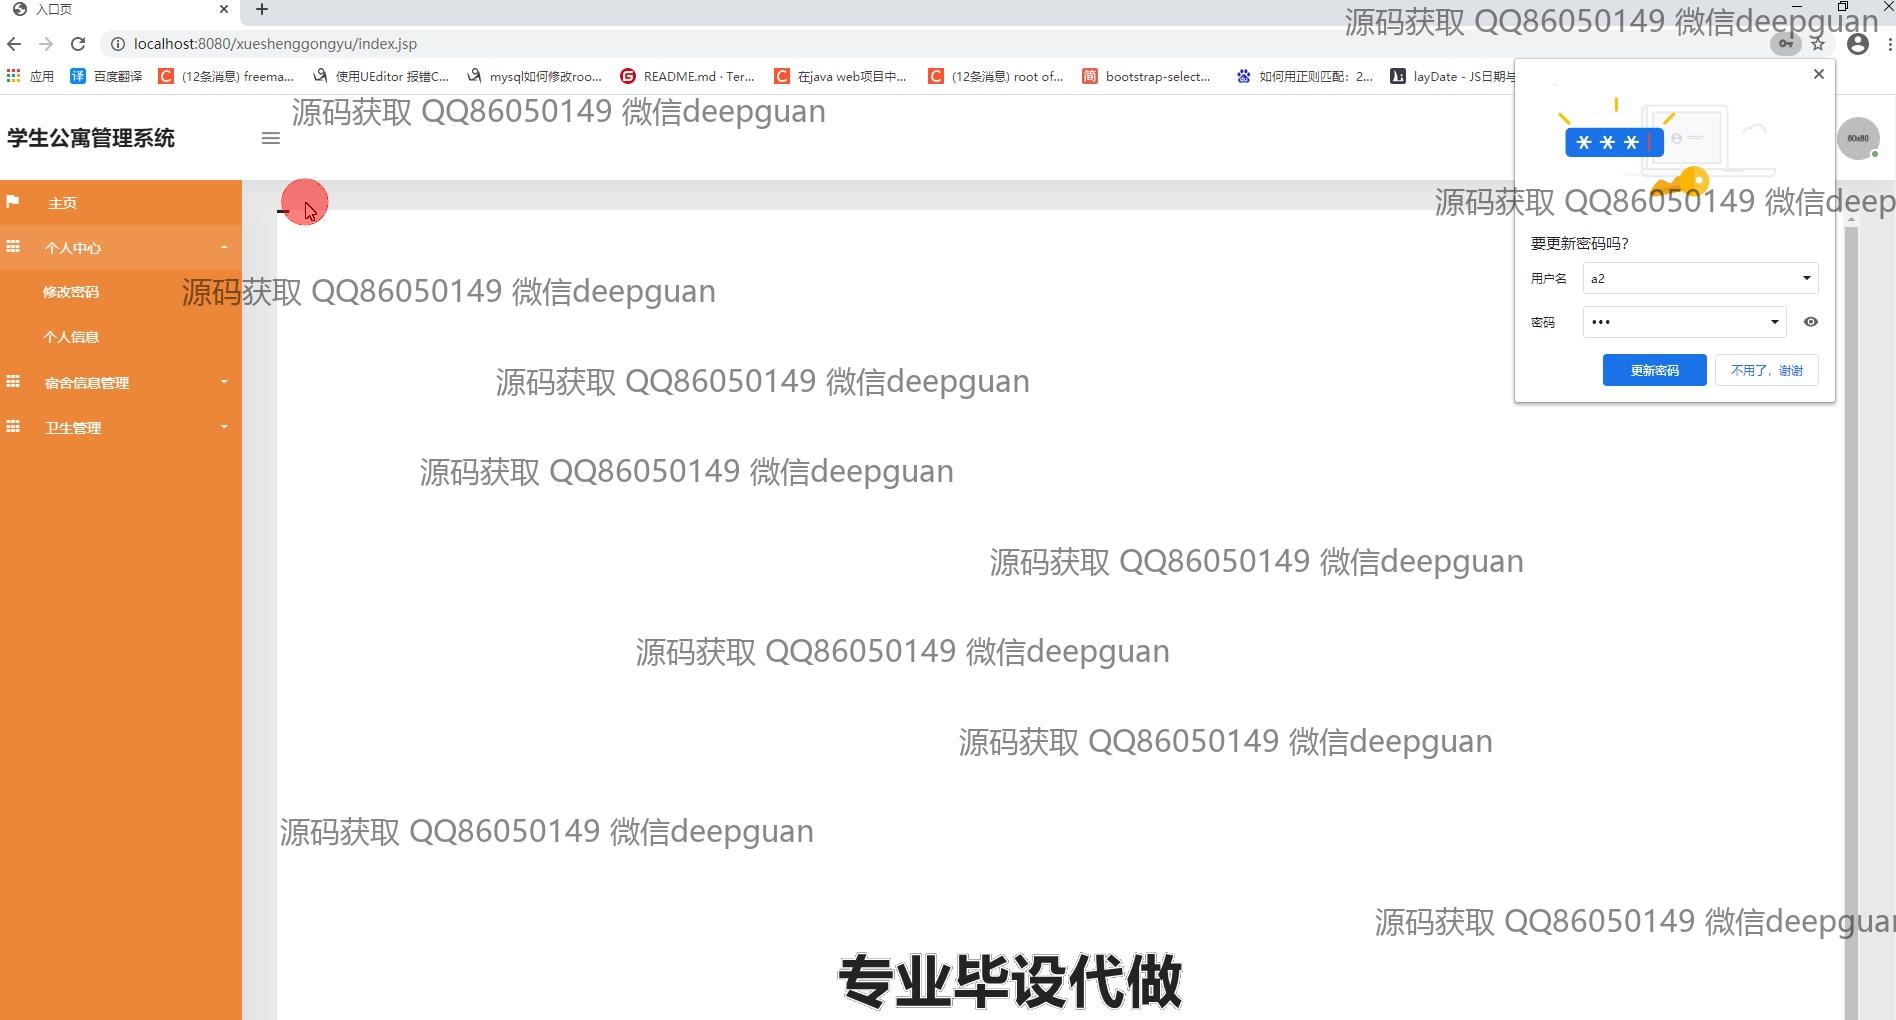 入口页
源码获取 QQ86050149 微信deepguan
localhost:8080/xueshenggongyu/index.jsp
应用
百度翻译
(12条消息) freema...
使用UEditor 报错C...
mysql如何修改roo...
README.md · Ter...
在java web项目中...
(12条消息) root of...
bootstrap-select...
如何用正则匹配：2...
layDate - JS日期与
源码获取 QQ86050149 微信deepguan
学生公寓管理系统
80x80
源码获取 QQ86050149 微信deep
主页
个人中心
修改密码
个人信息
宿舍信息管理
卫生管理
要更新密码吗?
用户名
a2
密码
更新密码
不用了，谢谢
源码获取 QQ86050149 微信deepguan
源码获取 QQ86050149 微信deepguan
源码获取 QQ86050149 微信deepguan
源码获取 QQ86050149 微信deepguan
源码获取 QQ86050149 微信deepguan
源码获取 QQ86050149 微信deepguan
源码获取 QQ86050149 微信deepguan
源码获取 QQ86050149 微信deepguan
专业毕设代做